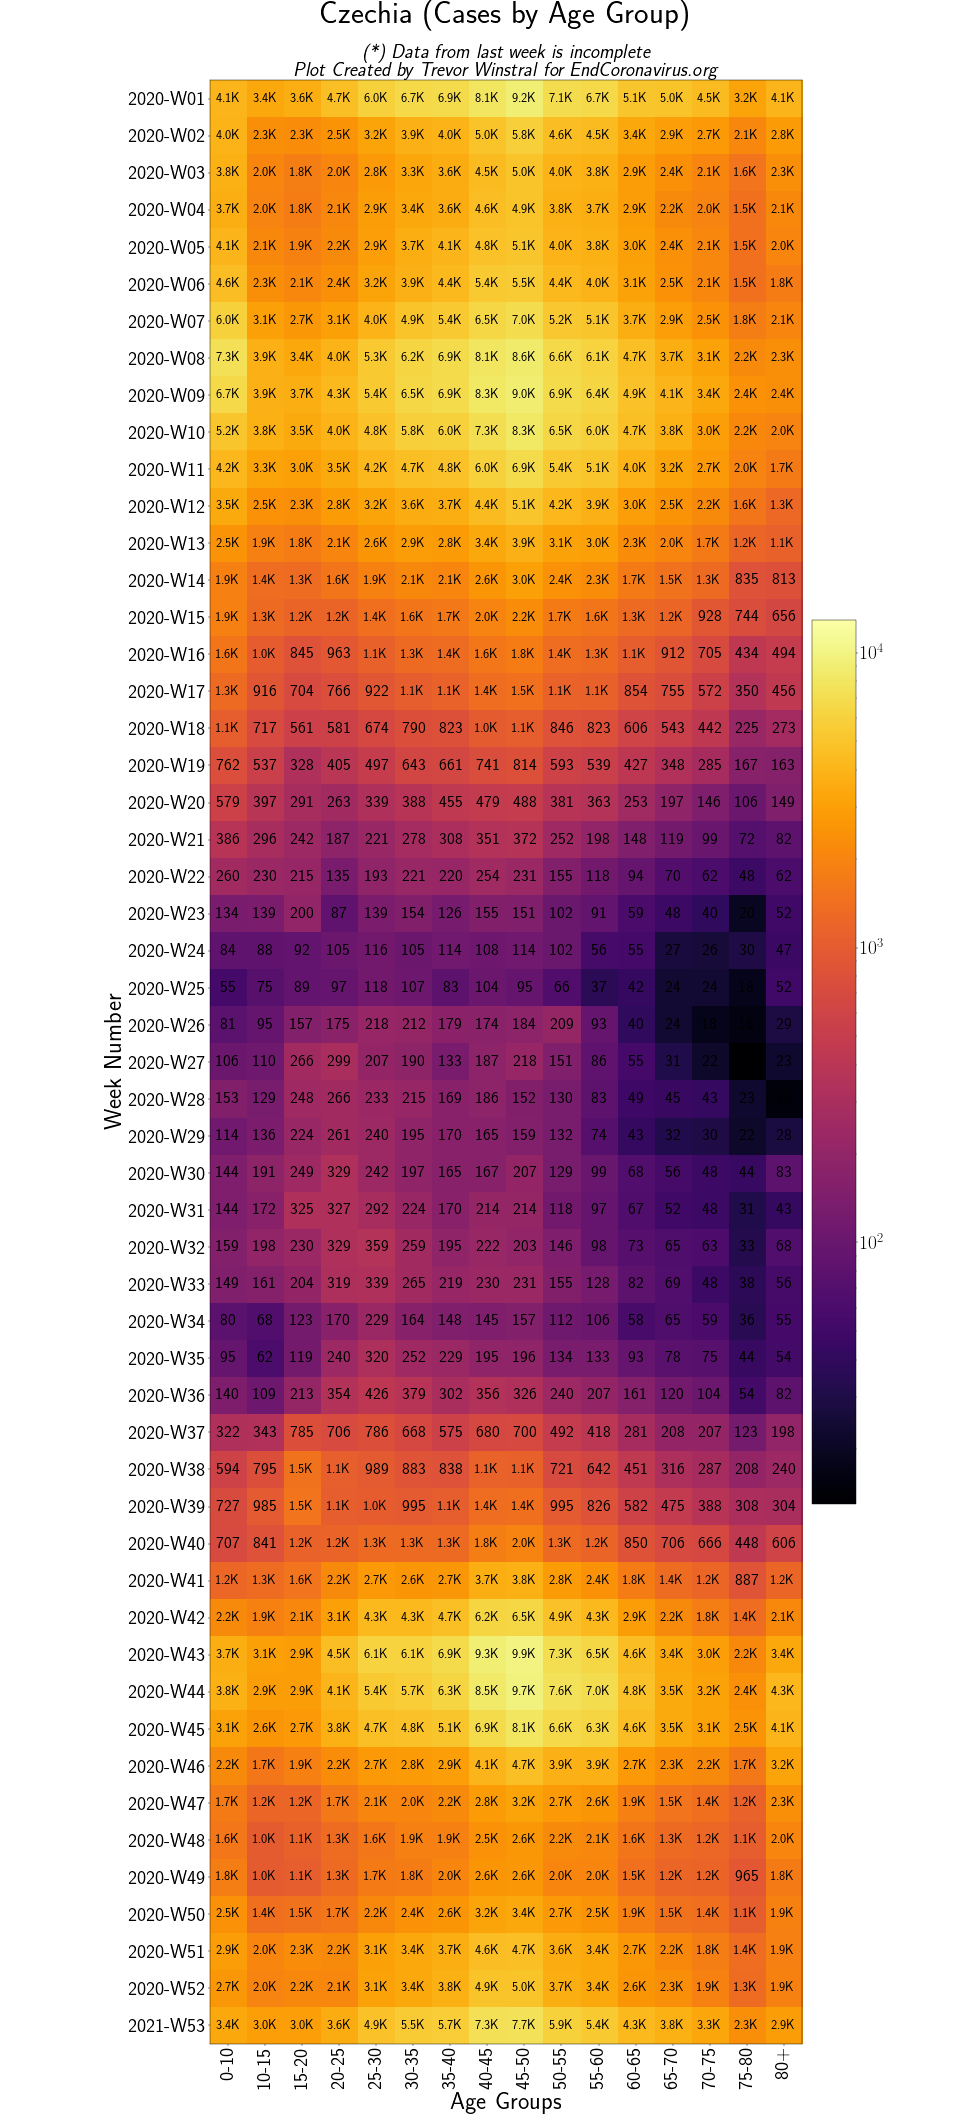 Czechia (Cases by Age Group)
(*) Data from last week is incomplete
Plot Created by Trevor Winstral for EndCoronavirus.org
2020-W01 4.1K 3.4K 3.6K 4.7K 6.0K 6.7K 6.9K 8.1K 9.2K 7.1K 6.7K 5.1K 5.0K 4.5K 3.2K 4.1K
2020-W02 4.0K 2.3K 2.3K 2.5K 3.2K 3.9K 4.0K 5.0K 5.8K 4.6K 4.5K 3.4K 2.9K 2.7K 2.1K 2.8K
2020-W03 3.8K 2.0K 1.8K 2.0K 2.8K 3.3K 3.6K 4.5K 5.0K 4.0K 3.8K 2.9K 2.4K 2.1K 1.6K 2.3K
2020-W04 3.7K 2.0K 1.8K 2.1K 2.9K 3.4K 3.6K 4.6K 4.9K 3.8K 3.7K 2.9K 2.2K 2.0K 1.5K 2.1K
2020-W05 4.1K 2.1K 1.9K 2.2K 2.9K 3.7K 4.1K 4.8K 5.1K 4.0K 3.8K 3.0K 2.4K 2.1K 1.5K 2.0K
2020-W06 4.6K 2.3K 2.1K 2.4K 3.2K 3.9K 4.4K 5.4K 5.5K 4.4K 4.0K 3.1K 2.5K 2.1K 1.5K 1.8K
2020-W07 6.0K 3.1K 2.7K 3.1K 4.0K 4.9K 5.4K 6.5K 7.0K 5.2K 5.1K 3.7K 2.9K 2.5K 1.8K 2.1K
2020-W08 7.3K 3.9K 3.4K 4.0K 5.3K 6.2K 6.9K 8.1K 8.6K 6.6K 6.1K 4.7K 3.7K 3.1K 2.2K 2.3K
2020-W09 6.7K 3.9K 3.7K 4.3K 5.4K 6.5K 6.9K 8.3K 9.0K 6.9K 6.4K 4.9K 4.1K 3.4K 2.4K 2.4K
2020-W10 5.2K 3.8K 3.5K 4.0K 4.8K 5.8K 6.0K 7.3K 8.3K 6.5K 6.0K 4.7K 3.8K 3.0K 2.2K 2.0K
2020-W11 4.2K 3.3K 3.0K 3.5K 4.2K 4.7K 4.8K 6.0K 6.9K 5.4K 5.1K 4.0K 3.2K 2.7K 2.0K 1.7K
2020-W12 3.5K 2.5K 2.3K 2.8K 3.2K 3.6K 3.7K 4.4K 5.1K 4.2K 3.9K 3.0K 2.5K 2.2K 1.6K 1.3K
2020-W13 2.5K 1.9K 1.8K 2.1K 2.6K 2.9K 2.8K 3.4K 3.9K 3.1K 3.0K 2.3K 2.0K 1.7K 1.2K 1.1K
2020-W14 1.9K 1.4K 1.3K 1.6K 1.9K 2.1K 2.1K 2.6K 3.0K 2.4K 2.3K 1.7K 1.5K 1.3K 835 813
2020-W15 1.9K 1.3K 1.2K 1.2K 1.4K 1.6K 1.7K 2.0K 2.2K 1.7K 1.6K 1.3K 1.2K 928 744 656
2020-W16 1.6K 1.0K 845 963 1.1K 1.3K 1.4K 1.6K 1.8K 1.4K 1.3K 1.1K 912 705 434 494
2020-W17 1.3K 916 704 766 922 1.1K 1.1K 1.4K 1.5K 1.1K 1.1K 854 755 572 350 456
2020-W18 1.1K 717 561 581 674 790 823 1.0K 1.1K 846 823 606 543 442 225 273
2020-W19 762 537 328 405 497 643 661 741 814 593 539 427 348 285 167 163
2020-W20 579 397 291 263 339 388 455 479 488 381 363 253 197 146 106 149
2020-W21 386 296 242 187 221 278 308 351 372 252 198 148 119 99 72 82
2020-W22 260 230 215 135 193 221 220 254 231 155 118 94 70 62 48 62
2020-W23 134 139 200 87 139 154 126 155 151 102 91 59 48 40 20 52
2020-W24 84 88 92 105 116 105 114 108 114 102 56 55 27 26 30 47
2020-W25 55 75 89 97 118 107 83 104 95 66 37 42 24 24 18 52
2020-W26 81 95 157 175 218 212 179 174 184 209 93 40 24 29
2020-W27 106 110 266 299 207 190 133 187 218 151 86 55 31 22 23
2020-W28 153 129 248 266 233 215 169 186 152 130 83 49 45 43 23
2020-W29 114 136 224 261 240 195 170 165 159 132 74 43 32 30 22 28
2020-W30 144 191 249 329 242 197 165 167 207 129 99 68 56 48 44 83
2020-W31 144 172 325 327 292 224 170 214 214 118 97 67 52 48 31 43
2020-W32 159 198 230 329 359 259 195 222 203 146 98 73 65 63 33 68
2020-W33 149 161 204 319 339 265 219 230 231 155 128 82 69 48 38 56
2020-W34 80 68 123 170 229 164 148 145 157 112 106 58 65 59 36 55
2020-W35 95 62 119 240 320 252 229 195 196 134 133 93 78 75 44 54
2020-W36 140 109 213 354 426 379 302 356 326 240 207 161 120 104 54 82
2020-W37 322 343 785 706 786 668 575 680 700 492 418 281 208 207 123 198
2020-W38 594 795 1.5K 1.1K 989 883 838 1.1K 1.1K 721 642 451 316 287 208 240
2020-W39 727 985 1.5K 1.1K 1.0K 995 1.1K 1.4K 1.4K 995 826 582 475 388 308 304
2020-W40 707 841 1.2K 1.2K 1.3K 1.3K 1.3K 1.8K 2.0K 1.3K 1.2K 850 706 666 448 606
2020-W41 1.2K 1.3K 1.6K 2.2K 2.7K 2.6K 2.7K 3.7K 3.8K 2.8K 2.4K 1.8K 1.4K 1.2K 887 1.2K
2020-W42 2.2K 1.9K 2.1K 3.1K 4.3K 4.3K 4.7K 6.2K 6.5K 4.9K 4.3K 2.9K 2.2K 1.8K 1.4K 2.1K
2020-W43 3.7K 3.1K 2.9K 4.5K 6.1K 6.1K 6.9K 9.3K 9.9K 7.3K 6.5K 4.6K 3.4K 3.0K 2.2K 3.4K
2020-W44 3.8K 2.9K 2.9K 4.1K 5.4K 5.7K 6.3K 8.5K 9.7K 7.6K 7.0K 4.8K 3.5K 3.2K 2.4K 4.3K
2020-W45 3.1K 2.6K 2.7K 3.8K 4.7K 4.8K 5.1K 6.9K 8.1K 6.6K 6.3K 4.6K 3.5K 3.1K 2.5K 4.1K
2020-W46 2.2K 1.7K 1.9K 2.2K 2.7K 2.8K 2.9K 4.1K 4.7K 3.9K 3.9K 2.7K 2.3K 2.2K 1.7K 3.2K
2020-W47 1.7K 1.2K 1.2K 1.7K 2.1K 2.0K 2.2K 2.8K 3.2K 2.7K 2.6K 1.9K 1.5K 1.4K 1.2K 2.3K
2020-W48 1.6K 1.0K 1.1K 1.3K 1.6K 1.9K 1.9K 2.5K 2.6K 2.2K 2.1K 1.6K 1.3K 1.2K 1.1K 2.0K
2020-W49 1.8K 1.0K 1.1K 1.3K 1.7K 1.8K 2.0K 2.6K 2.6K 2.0K 2.0K 1.5K 1.2K 1.2K 965 1.8K
2020-W50 2.5K 1.4K 1.5K 1.7K 2.2K 2.4K 2.6K 3.2K 3.4K 2.7K 2.5K 1.9K 1.5K 1.4K 1.1K 1.9K
2020-W51 2.9K 2.0K 2.3K 2.2K 3.1K 3.4K 3.7K 4.6K 4.7K 3.6K 3.4K 2.7K 2.2K 1.8K 1.4K 1.9K
2020-W52 2.7K 2.0K 2.2K 2.1K 3.1K 3.4K 3.8K 4.9K 5.0K 3.7K 3.4K 2.6K 2.3K 1.9K 1.3K 1.9K
2021-W53 3.4K 3.0K 3.0K 3.6K 4.9K 5.5K 5.7K 7.3K 7.7K 5.9K 5.4K 4.3K 3.8K 3.3K 2.3K 2.9K
0-10 10-15 15-20 20-25 25-30 30-35 35-40 40-45 45-50 50-55 55-60 60-65 65-70 70-75 75-80 80+
Age Groups
Week Number
10⁴
10³
10²